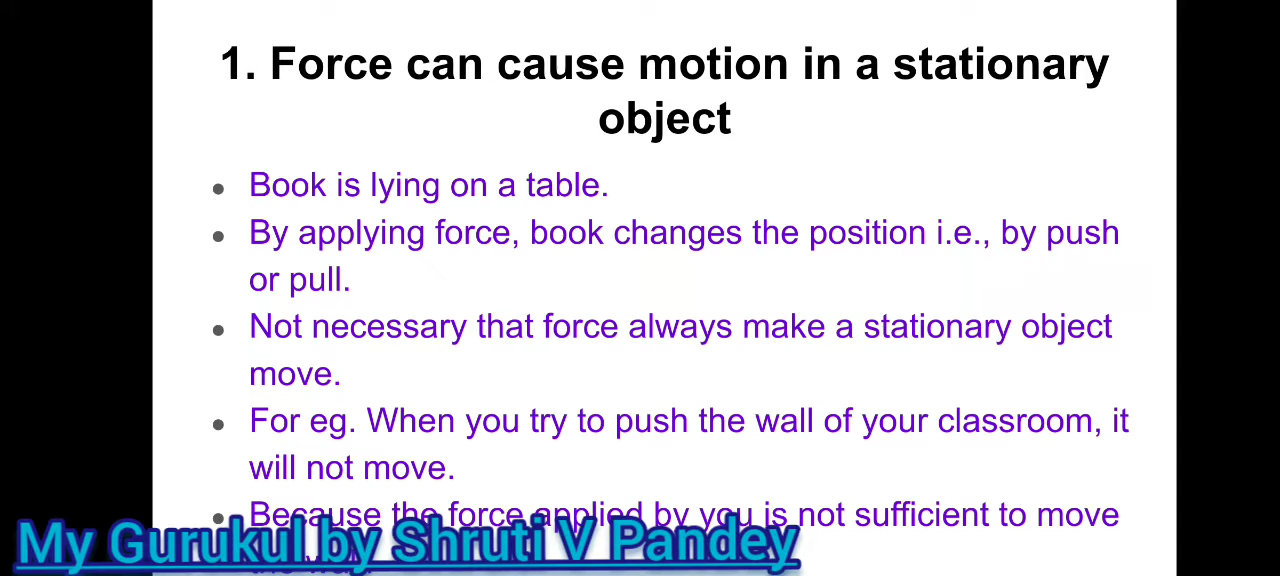 1. Force can cause motion in a stationary
object
Book is lying on a table.
By applying force, book changes the position i.e., by push
or pull.
Not necessary that force always make a stationary object
move.
For eg. When you try to push the wall of your classroom, it
will not move.
Because the force applied by you is not sufficient to move
My Gurukul by Shruti V Pandey